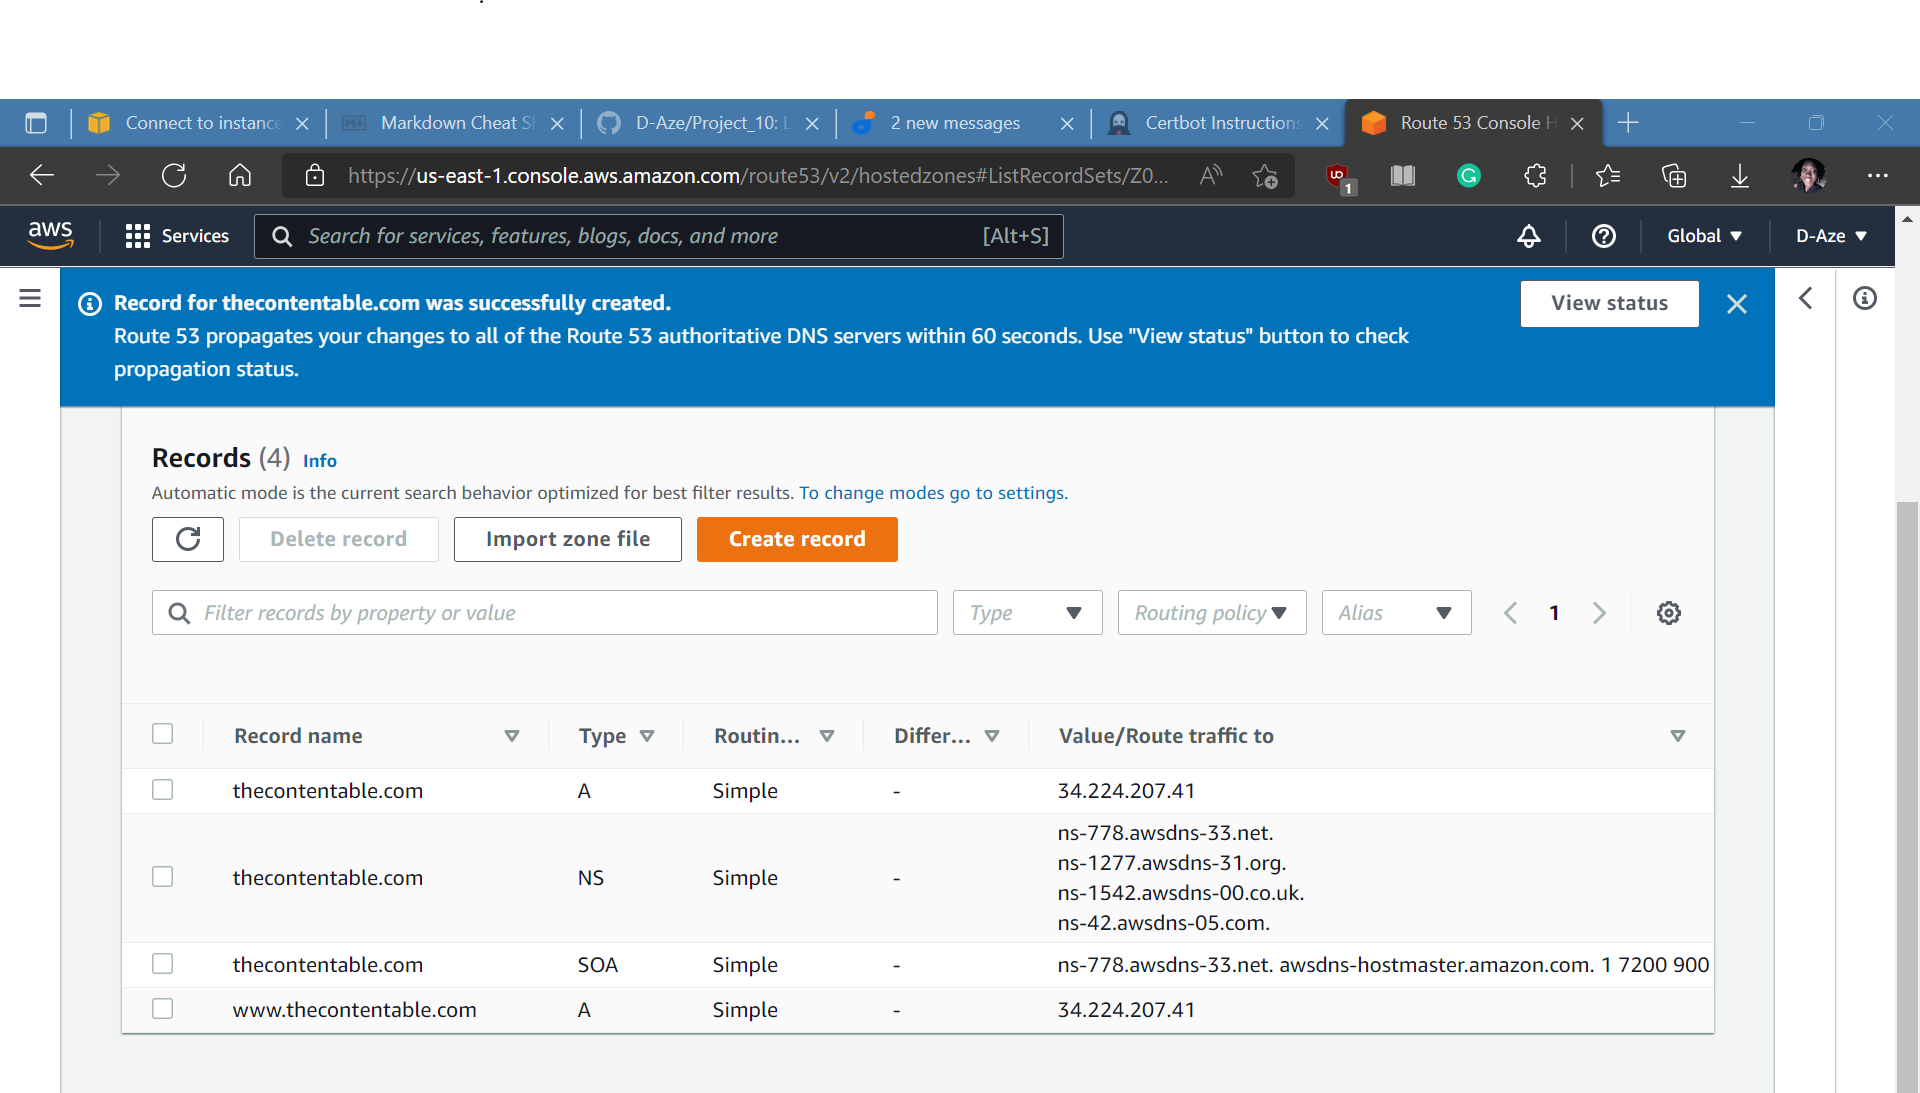 Connect to instance
Markdown Cheat S
D-Aze/Project_10: L
2 new messages
Certbot Instructions
Route 53 Console H
https://us-east-1.console.aws.amazon.com/route53/v2/hostedzones#ListRecordSets/Z0...
1
aws
Services
Search for services, features, blogs, docs, and more
[Alt+S]
Global
D-Aze
Record for thecontentable.com was successfully created.
View status
Route 53 propagates your changes to all of the Route 53 authoritative DNS servers within 60 seconds. Use "View status" button to check
propagation status.
Records (4) Info
Automatic mode is the current search behavior optimized for best filter results. To change modes go to settings.
Delete record
Import zone file
Create record
Filter records by property or value
Type
Routing policy
Alias
1
Record name
Type
Routin...
Differ...
Value/Route traffic to
thecontentable.com
A
Simple
-
34.224.207.41
thecontentable.com
NS
Simple
-
ns-778.awsdns-33.net.
ns-1277.awsdns-31.org.
ns-1542.awsdns-00.co.uk.
ns-42.awsdns-05.com.
thecontentable.com
SOA
Simple
-
ns-778.awsdns-33.net. awsdns-hostmaster.amazon.com. 1 7200 900
www.thecontentable.com
A
Simple
-
34.224.207.41